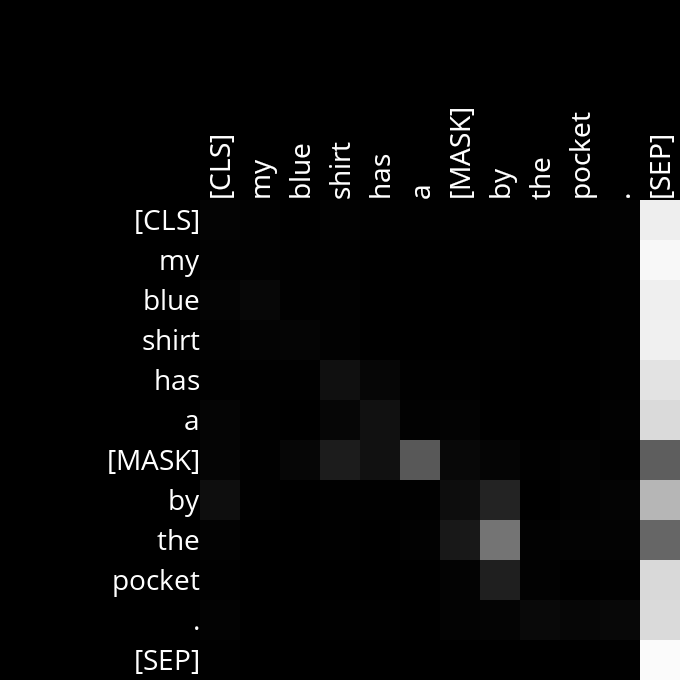 [CLS] my blue shirt has a [MASK] by the pocket . [SEP]
[CLS]
my
blue
shirt
has
a
[MASK]
by
the
pocket
.
[SEP]